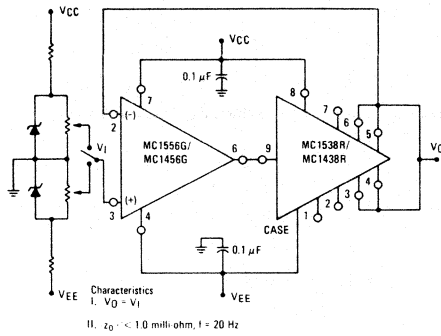 VCC
VCC
0.1 μF
7
8
7
6
5
2
(-)
MC1556G/
MC1456G
MC1538R/
MC1438R
VI
6
9
VO
4
3
(+)
3
2
1
4
CASE
0.1 μF
VEE
VEE
Characteristics
I. VO = VI
II. zo < 1.0 milli-ohm, f = 20 Hz